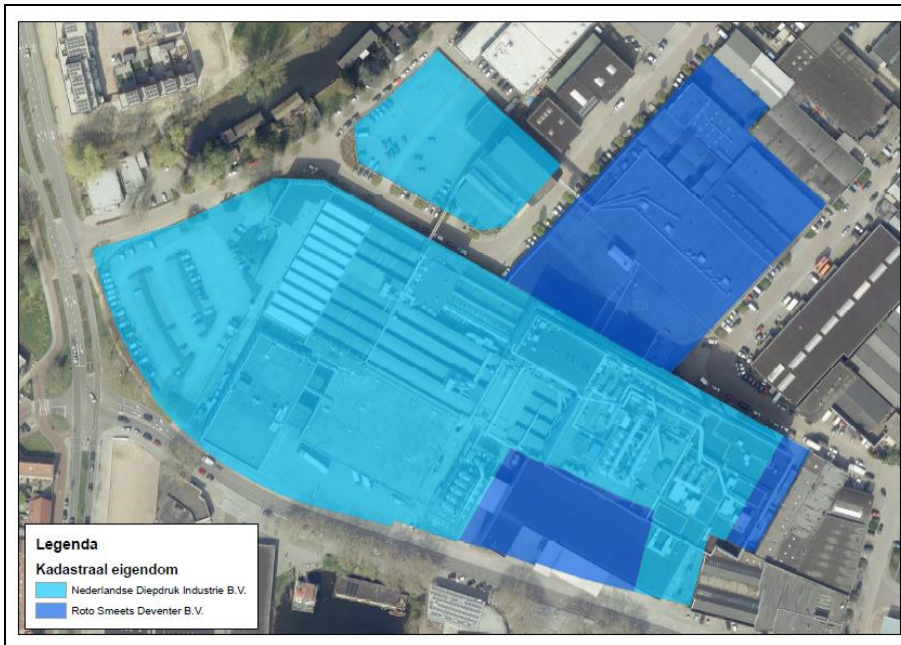 Legenda
Kadastraal eigendom
Nederlandse Diepdruk Industrie B.V.
Roto Smeets Deventer B.V.